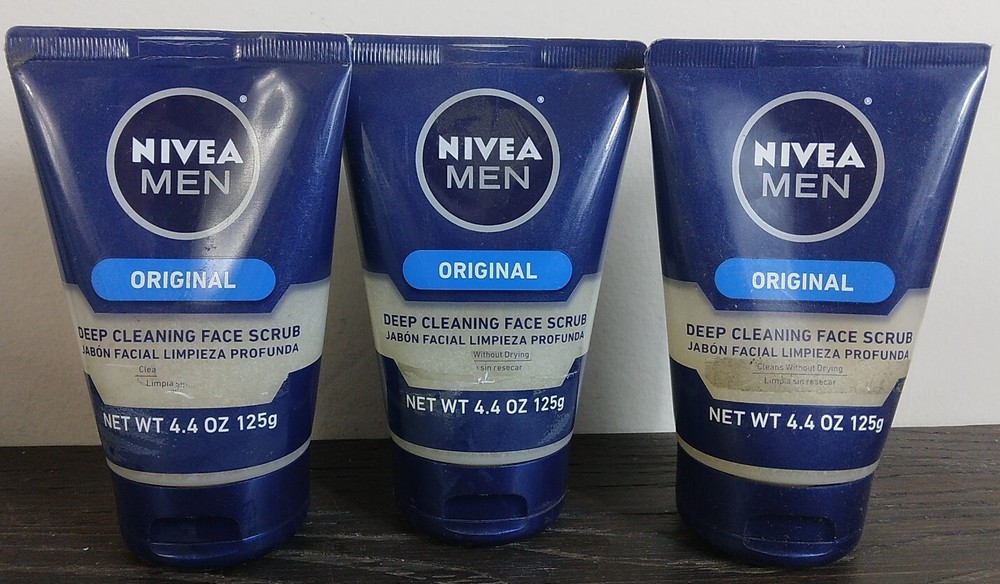 NIVEA
MEN
ORIGINAL
DEEP CLEANING FACE SCRUB
JABÓN FACIAL LIMPIEZA PROFUNDA
Clea
Limpia sin
NET WT 4.4 OZ 125g
NIVEA
MEN
ORIGINAL
DEEP CLEANING FACE SCRUB
JABÓN FACIAL LIMPIEZA PROFUNDA
Without Drying
sin resecar
NET WT 4.4 OZ 125g
NIVEA
MEN
ORIGINAL
DEEP CLEANING FACE SCRUB
JABÓN FACIAL LIMPIEZA PROFUNDA
Cleans Without Drying
Limpia sin resecar
NET WT 4.4 OZ 125g